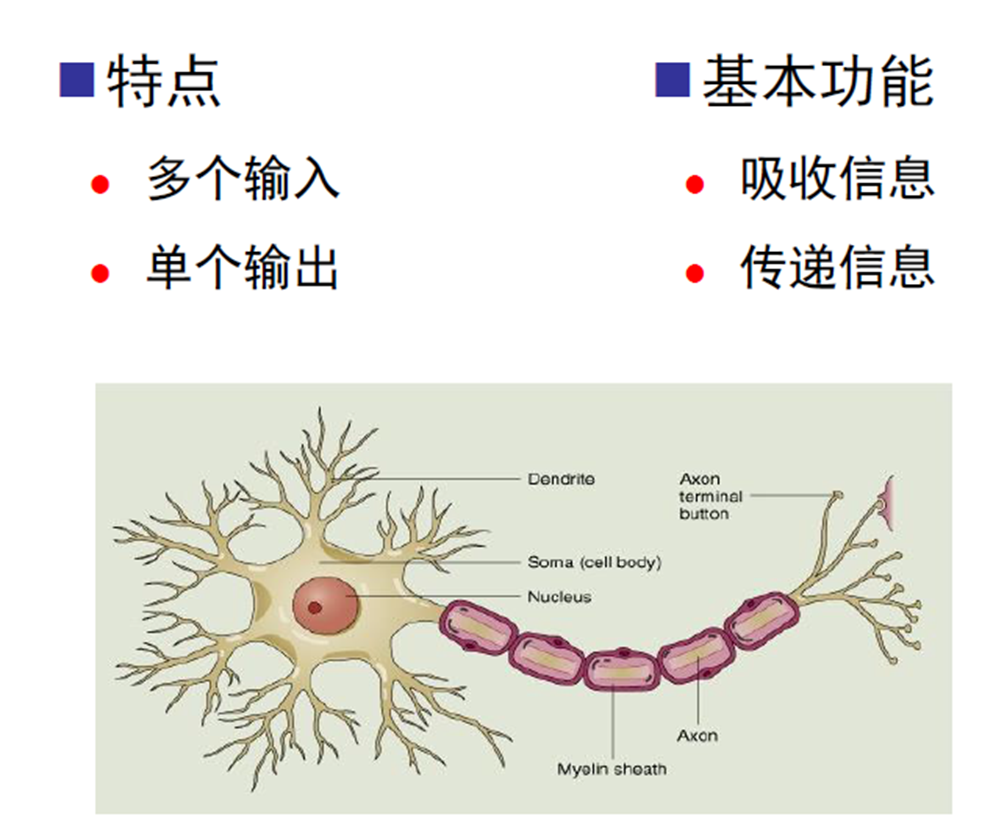 特点
多个输入
单个输出
基本功能
吸收信息
传递信息
Dendrite
Axon
terminal
button
Soma (cell body)
Nucleus
Axon
Myelin sheath